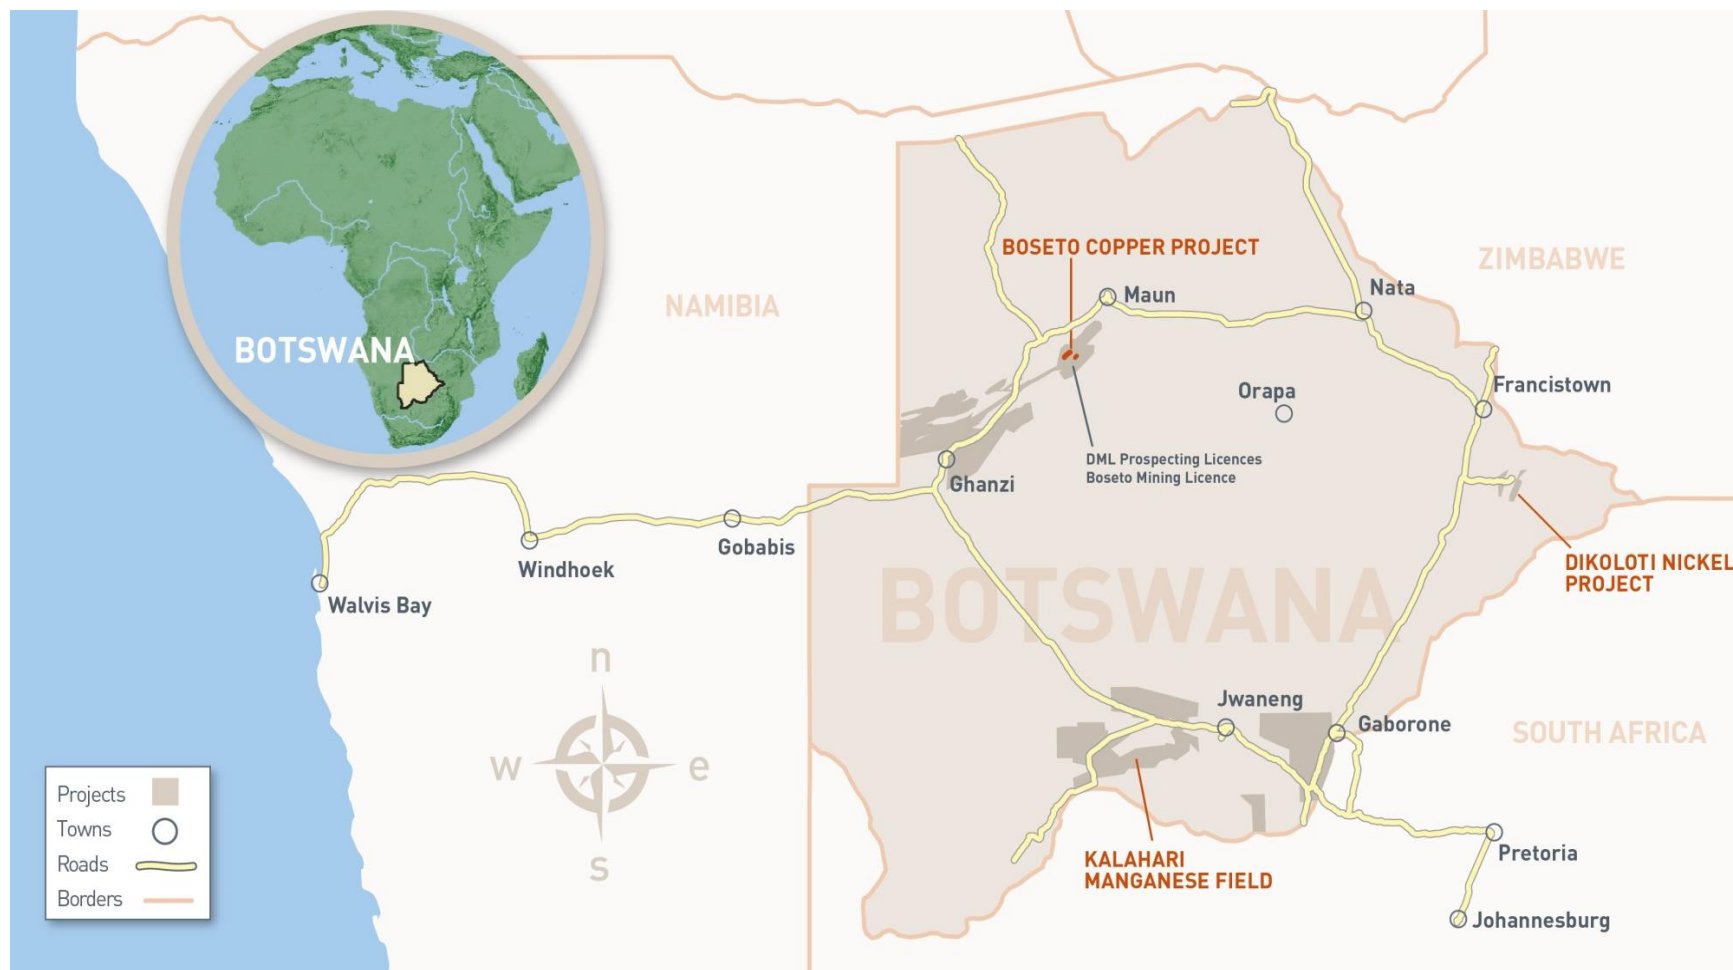 BOTSWANA
NAMIBIA
ZIMBABWE
BOSETO COPPER PROJECT
Maun
Nata
Orapa
Francistown
DML Prospecting Licences
Boseto Mining Licence
Ghanzi
Gobabis
Windhoek
Walvis Bay
DIKOLOTI NICKEL
PROJECT
BOTSWANA
Jwaneng
Gaborone
SOUTH AFRICA
n
w
e
s
KALAHARI
MANGANESE FIELD
Pretoria
Johannesburg
Projects
Towns
Roads
Borders